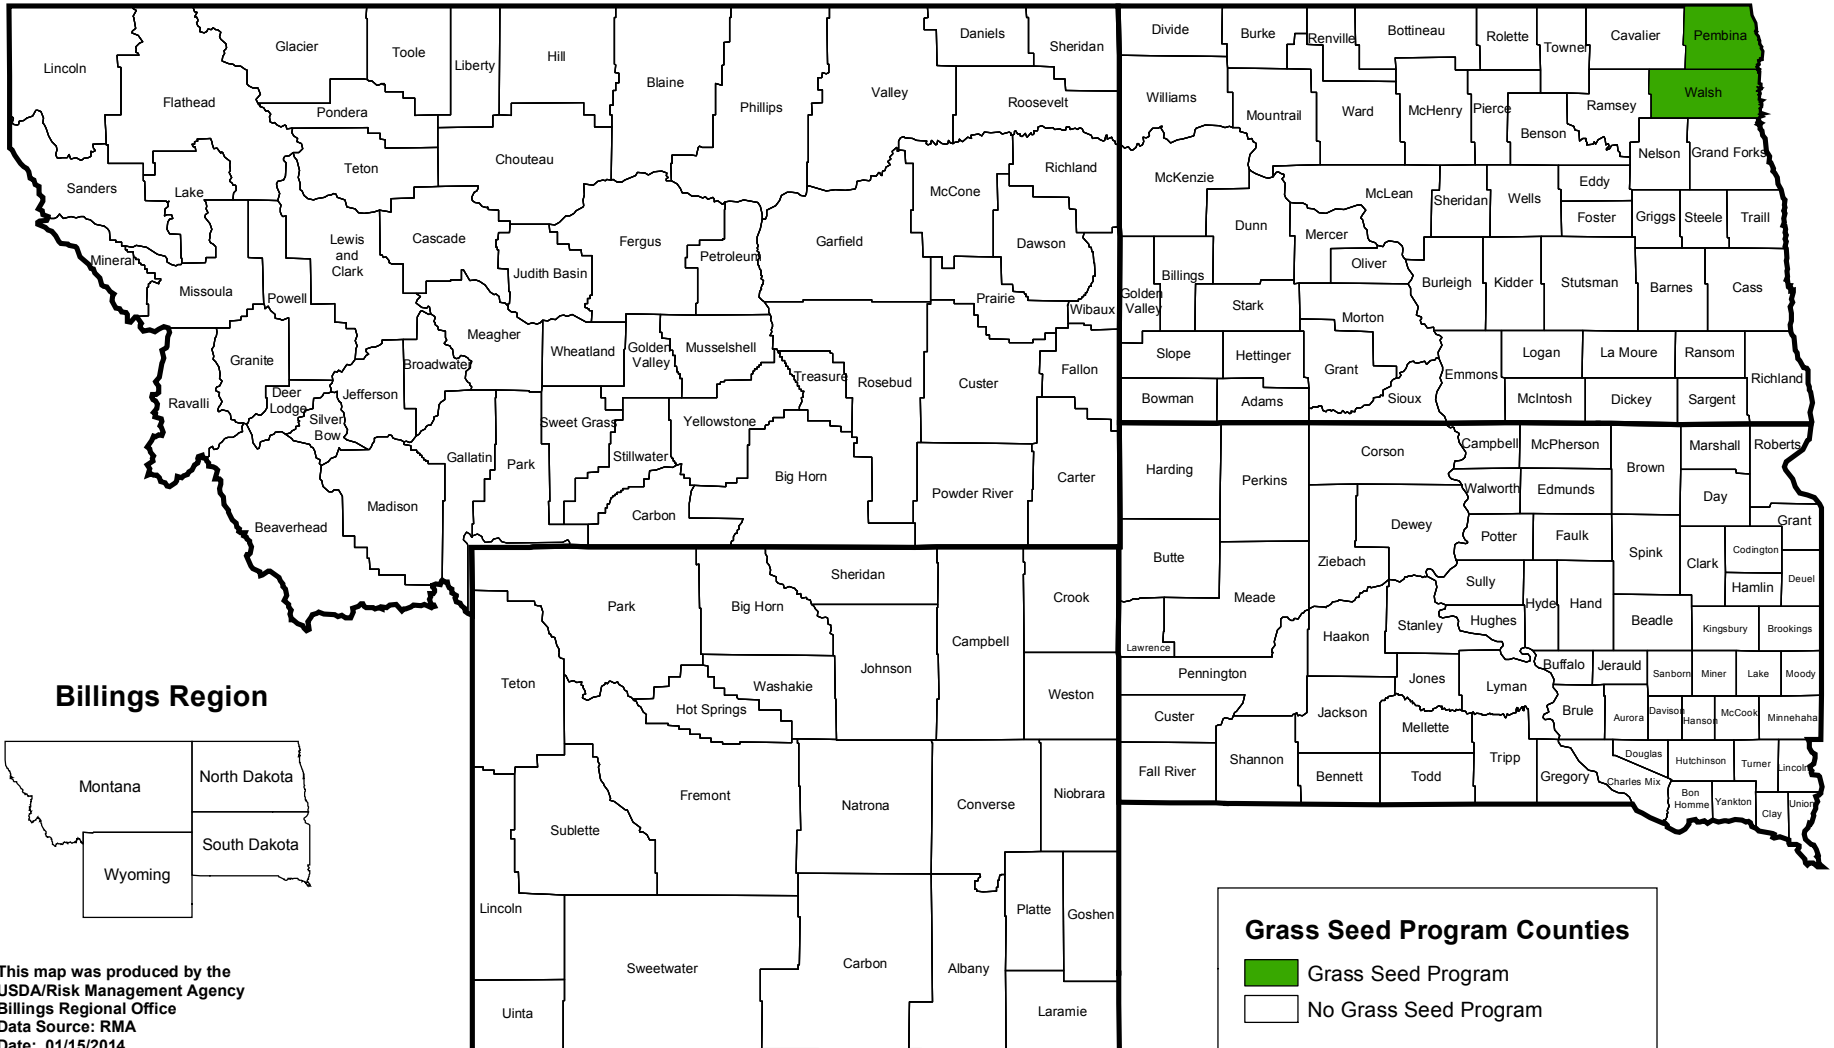 Lincoln
Flathead
Glacier
Toole
Liberty
Hill
Blaine
Phillips
Valley
Daniels
Sheridan
Roosevelt
Pondera
Teton
Chouteau
Sanders
Lake
McCone
Richland
Mineral
Missoula
Powell
Lewis
and
Clark
Cascade
Judith Basin
Fergus
Petroleum
Garfield
Dawson
Prairie
Wibaux
Granite
Meagher
Broadwater
Wheatland
Golden
Valley
Musselshell
Treasure
Rosebud
Custer
Fallon
Ravalli
Deer
Lodge
Silver
Bow
Jefferson
Gallatin
Park
Sweet Grass
Stillwater
Yellowstone
Big Horn
Powder River
Carter
Carbon
Madison
Beaverhead
Divide
Burke
Renville
Bottineau
Rolette
Towner
Cavalier
Pembina
Williams
Mountrail
Ward
McHenry
Pierce
Benson
Ramsey
Walsh
Nelson
Grand Forks
McKenzie
McLean
Sheridan
Wells
Eddy
Foster
Griggs
Steele
Traill
Dunn
Mercer
Oliver
Billings
Golden
Valley
Stark
Morton
Burleigh
Kidder
Stutsman
Barnes
Cass
Slope
Hettinger
Grant
Sioux
Emmons
Logan
La Moure
Ransom
Richland
Bowman
Adams
McIntosh
Dickey
Sargent
Harding
Perkins
Corson
Campbell
McPherson
Brown
Marshall
Roberts
Walworth
Edmunds
Day
Dewey
Potter
Faulk
Spink
Clark
Codington
Grant
Butte
Meade
Ziebach
Sully
Hyde
Hand
Beadle
Hamlin
Deuel
Lawrence
Haakon
Stanley
Hughes
Kingsbury
Brookings
Pennington
Jones
Lyman
Buffalo
Jerauld
Sanborn
Miner
Lake
Moody
Custer
Jackson
Mellette
Brule
Aurora
Davison
Hanson
McCook
Minnehaha
Fall River
Shannon
Bennett
Todd
Tripp
Gregory
Charles Mix
Douglas
Hutchinson
Turner
Lincoln
Bon
Homme
Yankton
Clay
Union
Park
Big Horn
Sheridan
Crook
Campbell
Johnson
Teton
Washakie
Hot Springs
Weston
Fremont
Natrona
Converse
Niobrara
Sublette
Lincoln
Platte
Goshen
Sweetwater
Carbon
Albany
Uinta
Laramie
Billings Region
Montana
North Dakota
South Dakota
Wyoming
This map was produced by the
USDA/Risk Management Agency
Billings Regional Office
Data Source: RMA
Date: 01/15/2014
Grass Seed Program Counties
Grass Seed Program
No Grass Seed Program